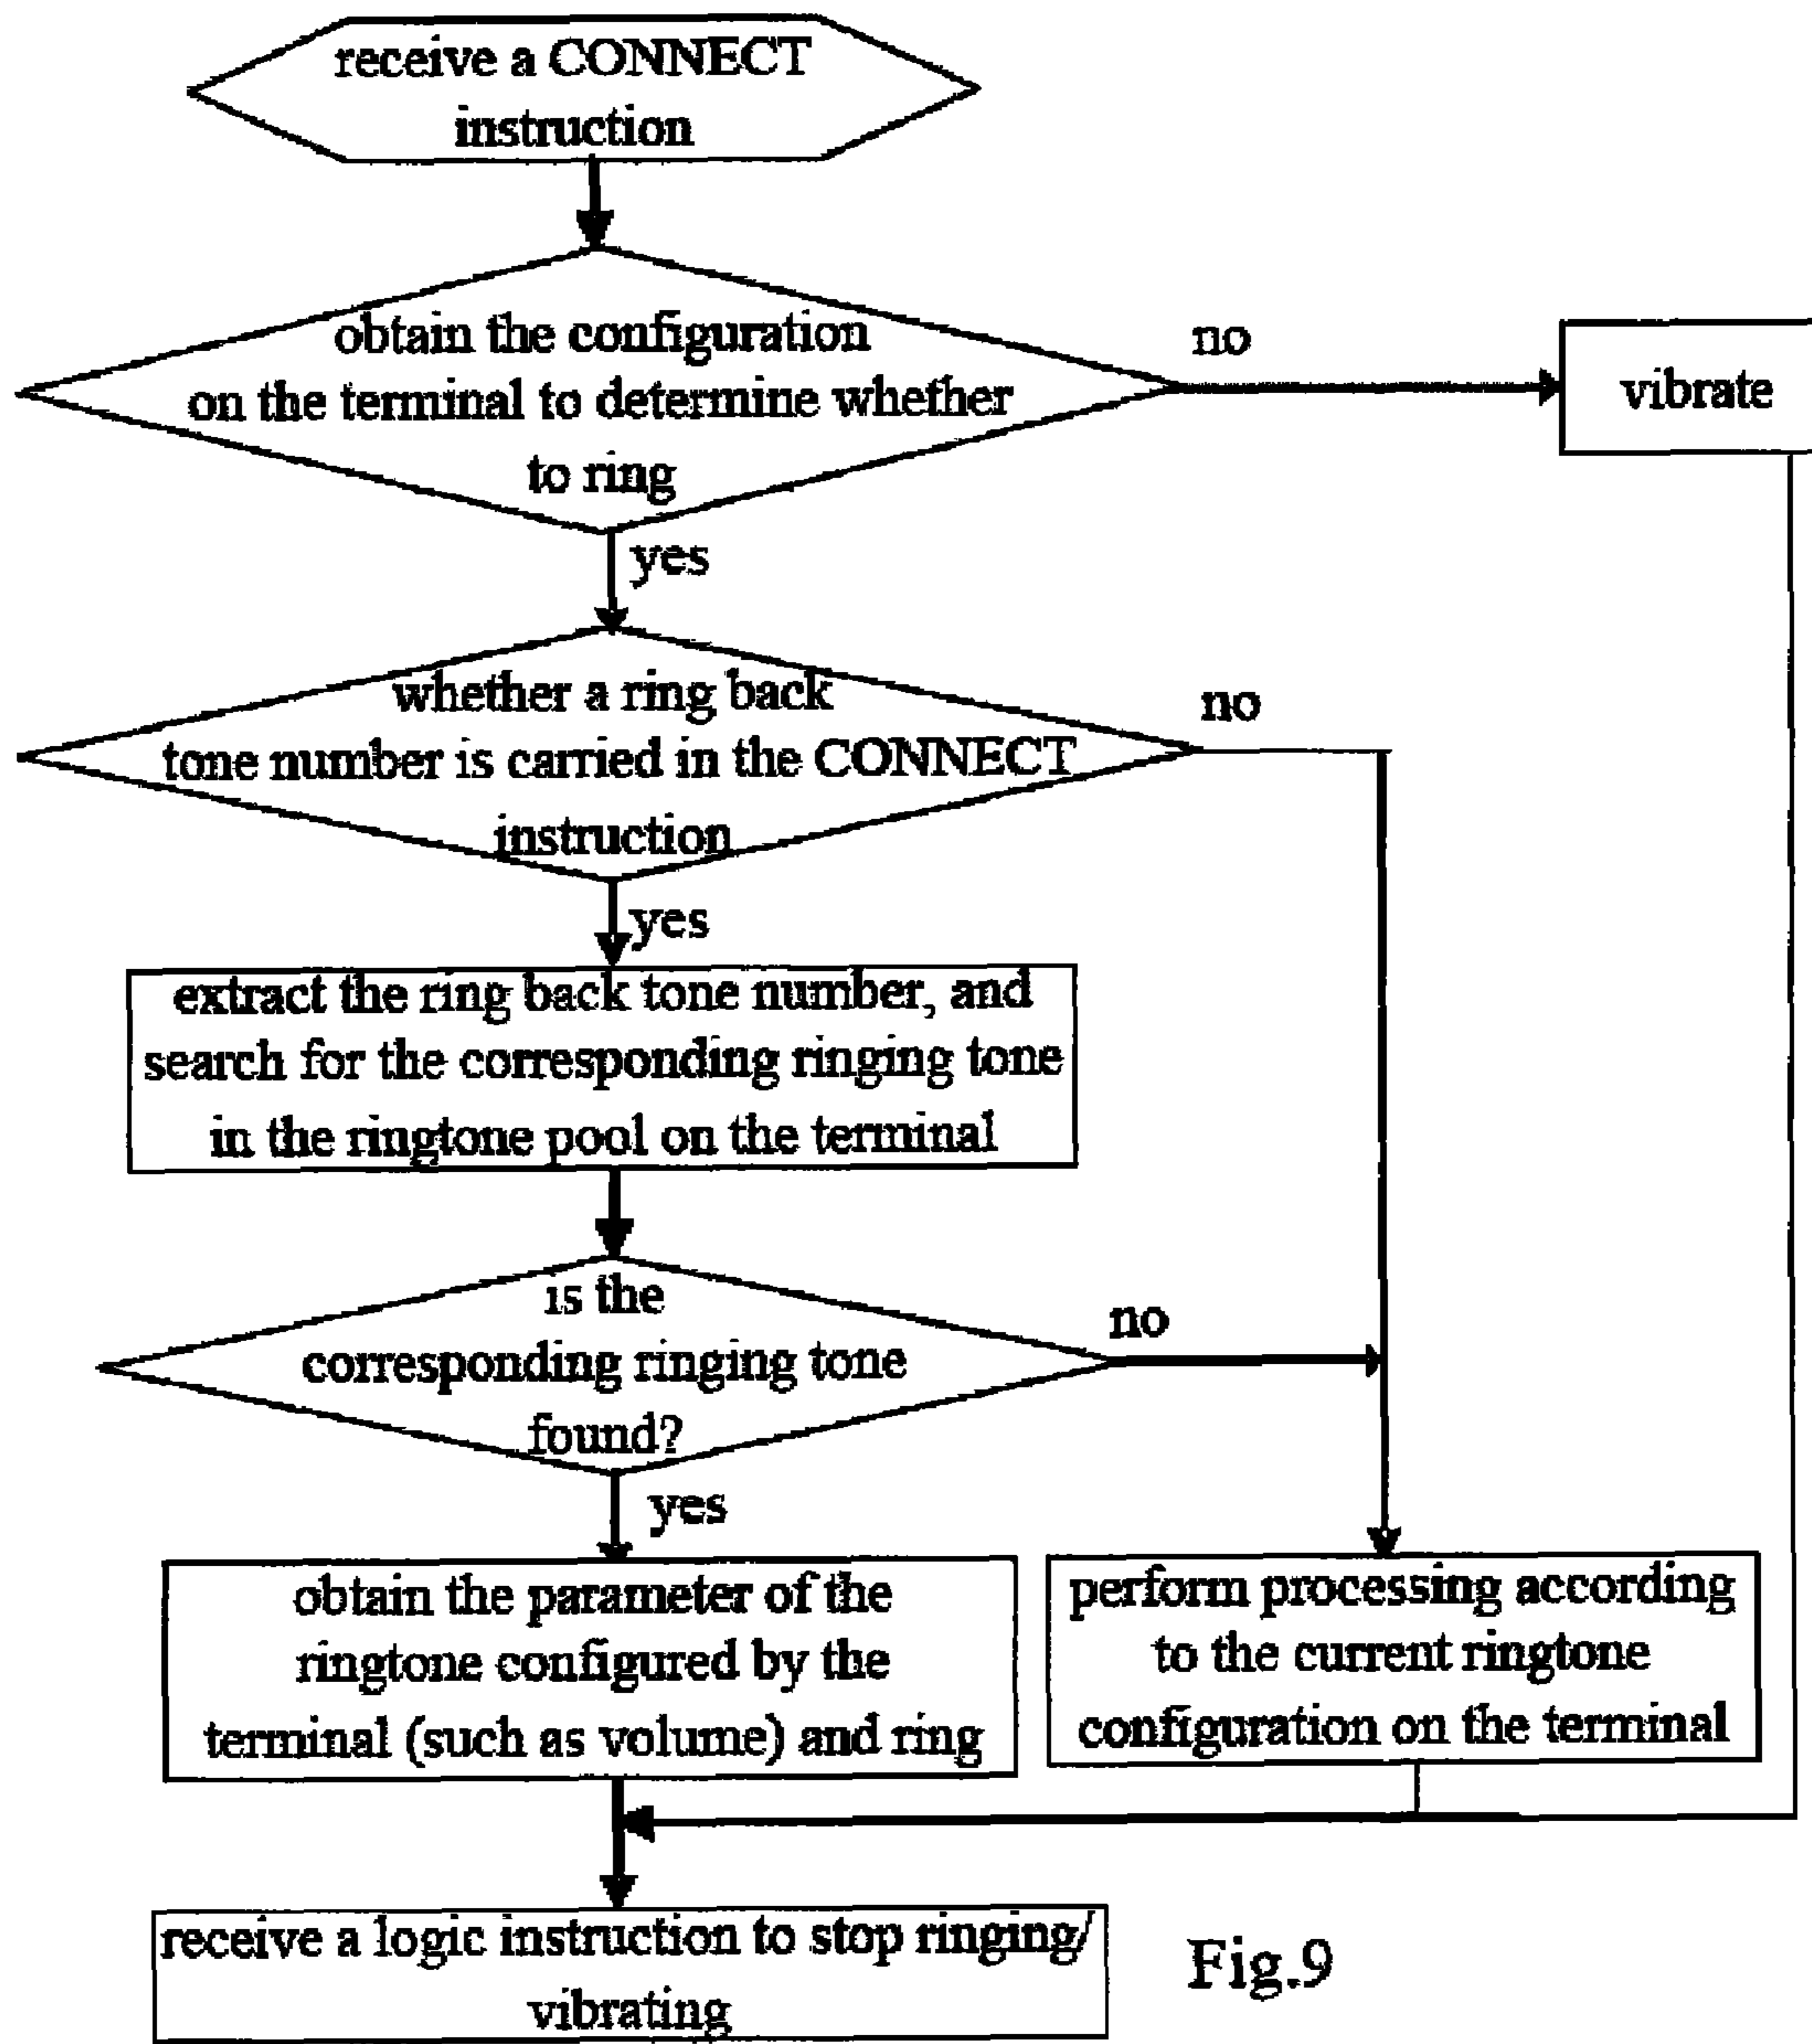 receive a CONNECT
instruction
obtain the configuration
on the terminal to determine whether
to ring
no
vibrate
yes
whether a ring back
tone number is carried in the CONNECT
instruction
no
yes
extract the ring back tone number, and
search for the corresponding ringing tone
in the ringtone pool on the terminal
is the
corresponding ringing tone
found?
no
yes
obtain the parameter of the
ringtone configured by the
terminal (such as volume) and ring
perform processing according
to the current ringtone
configuration on the terminal
receive a logic instruction to stop ringing/
vibrating
Fig.9